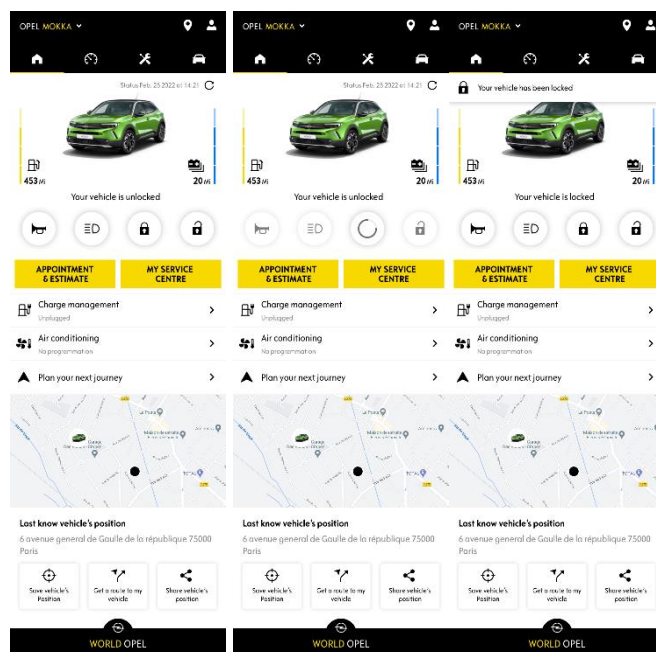 OPEL MOKKA
Status Feb. 25 2022 at 14:21
453 Mi
20 Mi
Your vehicle is unlocked
APPOINTMENT
& ESTIMATE
MY SERVICE
CENTRE
Charge management
Unplugged
Air conditioning
No programmation
Plan your next journey
Last know vehicle's position
6 avenue general de Gaulle de la république 75000
Paris
Save vehicle's
Position
Get a route to my
vehicle
Share vehicle's
position
WORLD OPEL
OPEL MOKKA
Status Feb. 25 2022 at 14:21
453 Mi
20 Mi
Your vehicle is unlocked
APPOINTMENT
& ESTIMATE
MY SERVICE
CENTRE
Charge management
Unplugged
Air conditioning
No programmation
Plan your next journey
Last know vehicle's position
6 avenue general de Gaulle de la république 75000
Paris
Save vehicle's
Position
Get a route to my
vehicle
Share vehicle's
position
WORLD OPEL
OPEL MOKKA
Your vehicle has been locked
453 Mi
20 Mi
Your vehicle is locked
APPOINTMENT
& ESTIMATE
MY SERVICE
CENTRE
Charge management
Unplugged
Air conditioning
No programmation
Plan your next journey
Last know vehicle's position
6 avenue general de Gaulle de la république 75000
Paris
Save vehicle's
Position
Get a route to my
vehicle
Share vehicle's
position
WORLD OPEL